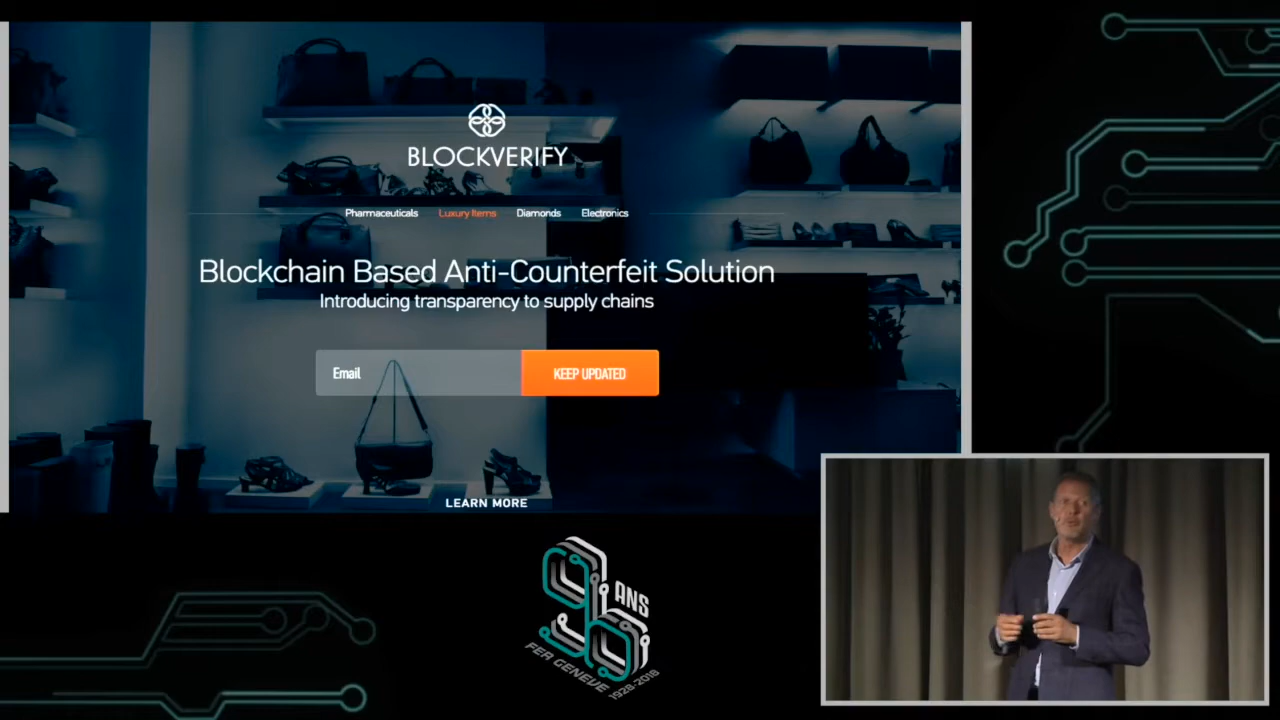 BLOCKVERIFY
Pharmaceuticals Luxury Items Diamonds Electronics
Blockchain Based Anti-Counterfeit Solution
Introducing transparency to supply chains
Email KEEP UPDATED
LEARN MORE
90 ANS
FER GENEVE 1928-2018